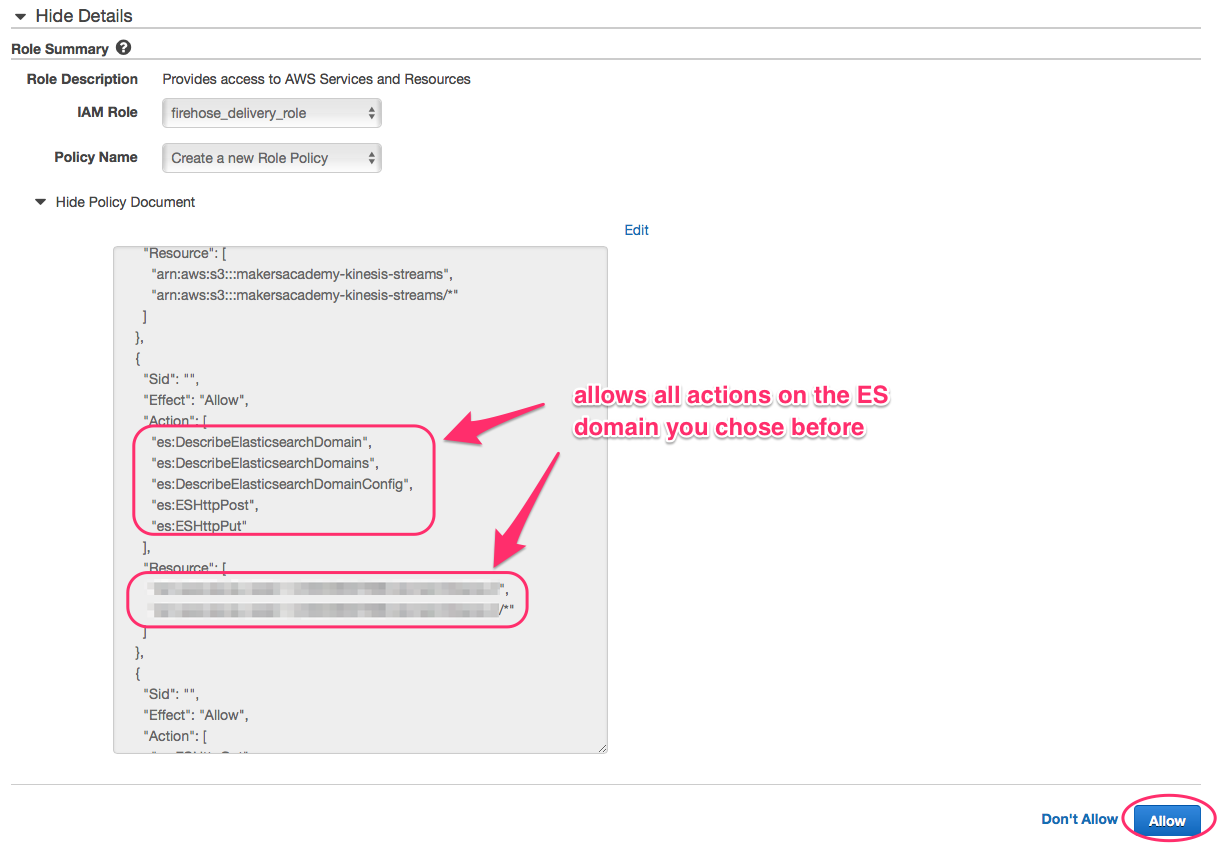 Hide Details
Role Summary ?
Role Description Provides access to AWS Services and Resources
IAM Role firehose_delivery_role
Policy Name Create a new Role Policy
Hide Policy Document
Edit
"Resource": [
"arn:aws:s3:::makersacademy-kinesis-streams",
"arn:aws:s3:::makersacademy-kinesis-streams/*"
]
},
{
"Sid": "",
"Effect": "Allow",
"Action": [
allows all actions on the ES
domain you chose before
"es:DescribeElasticsearchDomain",
"es:DescribeElasticsearchDomains",
"es:DescribeElasticsearchDomainConfig",
"es:ESHttpPost",
"es:ESHttpPut"
],
"Resource": [
",
/*"
]
},
{
"Sid": "",
"Effect": "Allow",
"Action": [
Don't Allow Allow